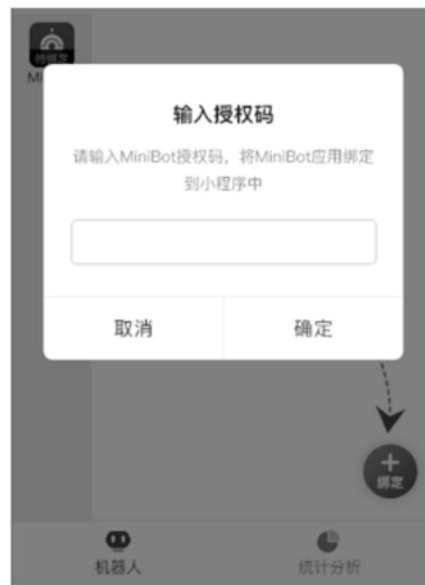 待绑定
Mi
输入授权码
请输入MiniBot授权码，将MiniBot应用绑定
到小程序中
取消
确定
绑定
机器人
统计分析